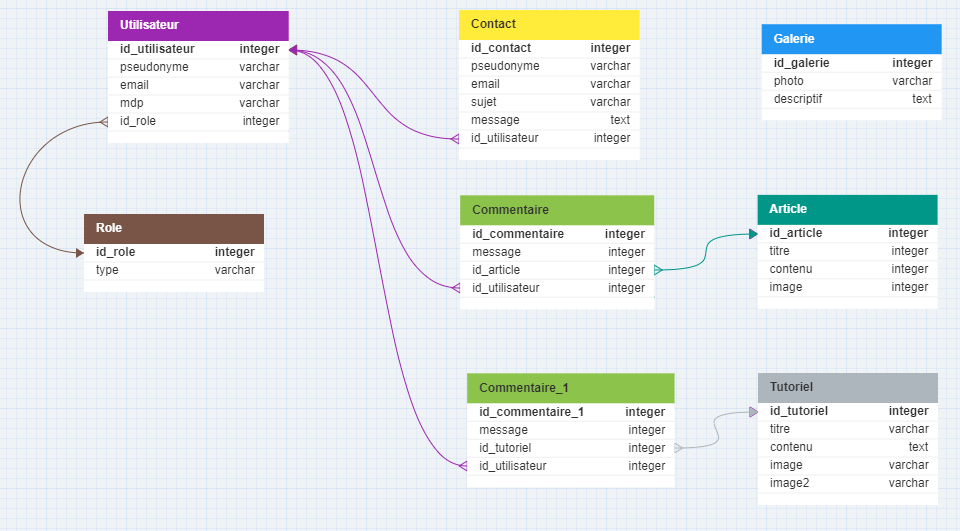 Utilisateur
id_utilisateur integer
pseudonyme varchar
email varchar
mdp varchar
id_role integer
Contact
id_contact integer
pseudonyme varchar
email varchar
sujet varchar
message text
id_utilisateur integer
Galerie
id_galerie integer
photo varchar
descriptif text
Role
id_role integer
type varchar
Commentaire
id_commentaire integer
message integer
id_article integer
id_utilisateur integer
Article
id_article integer
titre integer
contenu integer
image integer
Commentaire_1
id_commentaire_1 integer
message integer
id_tutoriel integer
id_utilisateur integer
Tutoriel
id_tutoriel integer
titre varchar
contenu text
image varchar
image2 varchar